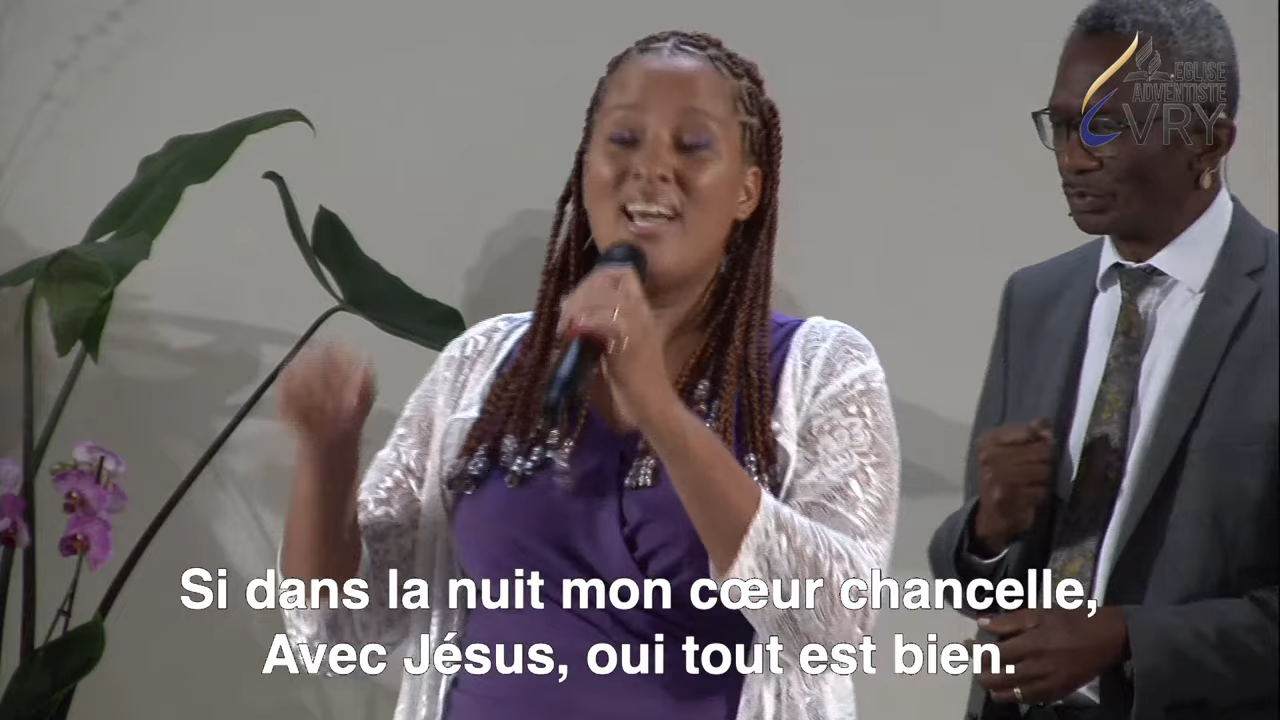 EGLISE
ADVENTISTE
VRY
Si dans la nuit mon cœur chancelle,
Avec Jésus, oui tout est bien.